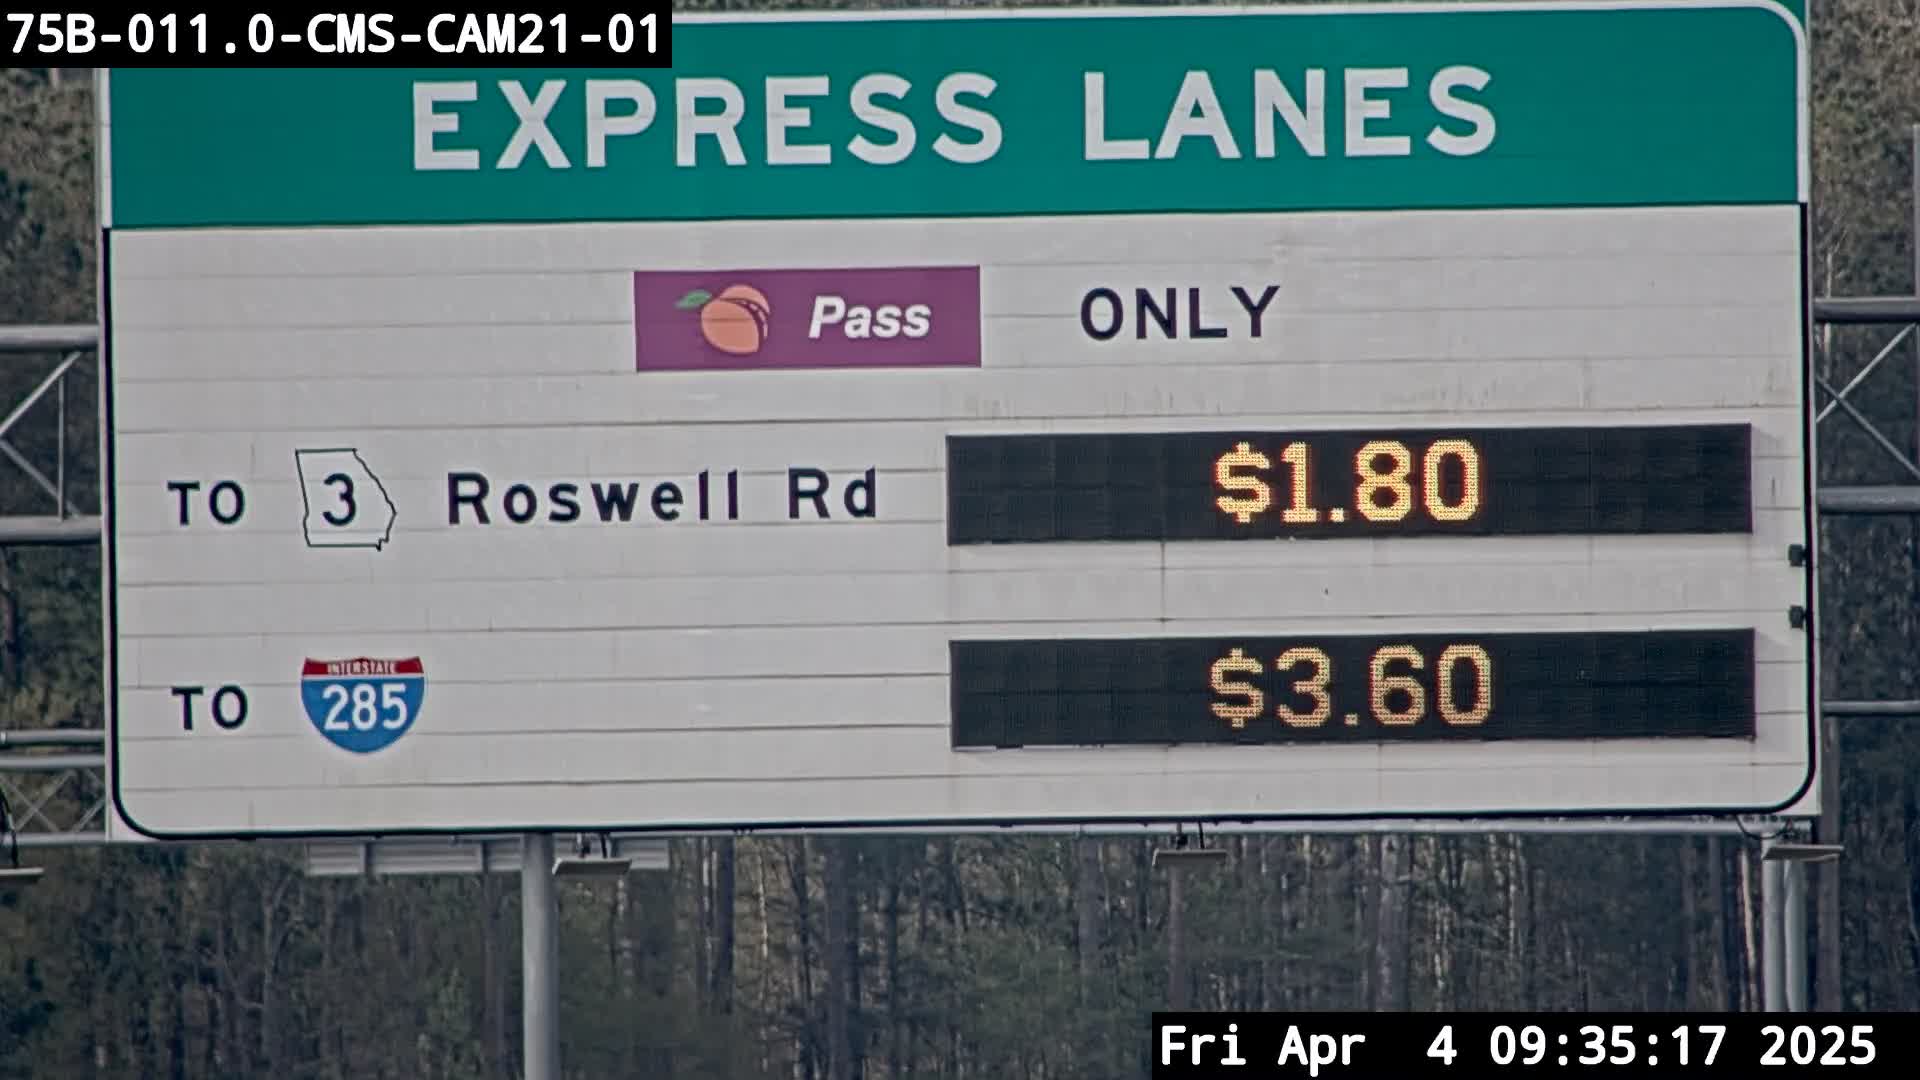 75B-011.0-CMS-CAM21-01
EXPRESS LANES
Pass ONLY
TO 3 Roswell Rd $1.80
INTERSTATE
TO 285 $3.60
Fri Apr 4 09:35:17 2025